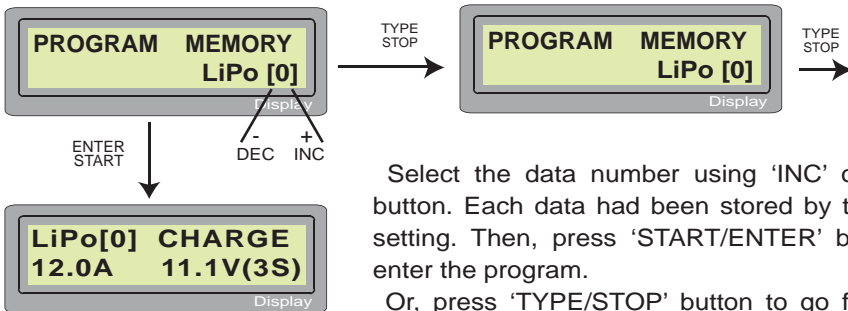 PROGRAM MEMORY
LiPo [0]
Display
TYPE
STOP
PROGRAM MEMORY
LiPo [0]
Display
TYPE
STOP
- +
DEC INC
ENTER
START
LiPo[0] CHARGE
12.0A 11.1V(3S)
Display
Select the data number using ‘INC’
button. Each data had been stored by
setting. Then, press ‘START/ENTER’
enter the program.
Or, press ‘TYPE/STOP’ button to go